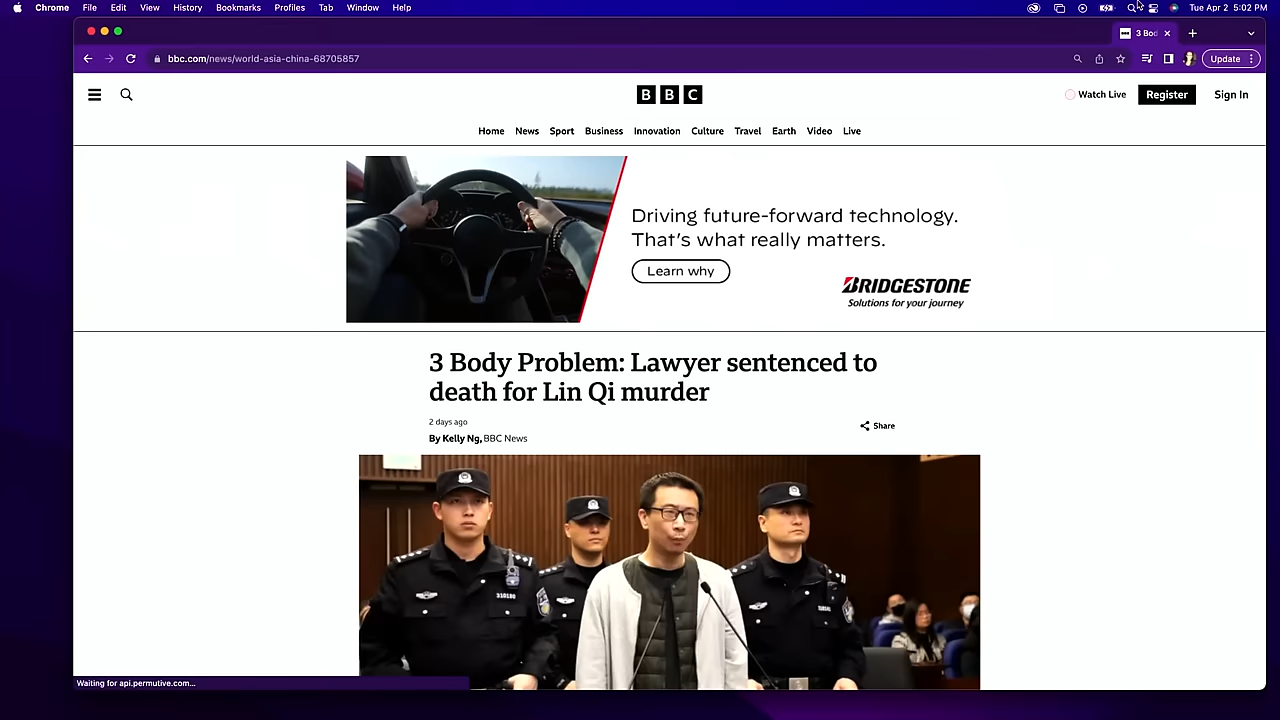 Chrome File Edit View History Bookmarks Profiles Tab Window Help Tue Apr 2 5:02 PM
3 Bod
bbc.com/news/world-asia-china-68705857 Update
BBC Watch Live Register Sign In
Home News Sport Business Innovation Culture Travel Earth Video Live
Driving future-forward technology.
That's what really matters.
Learn why
BRIDGESTONE
Solutions for your journey
3 Body Problem: Lawyer sentenced to
death for Lin Qi murder
2 days ago
Share
By Kelly Ng, BBC News
310188
Waiting for api.permutive.com...